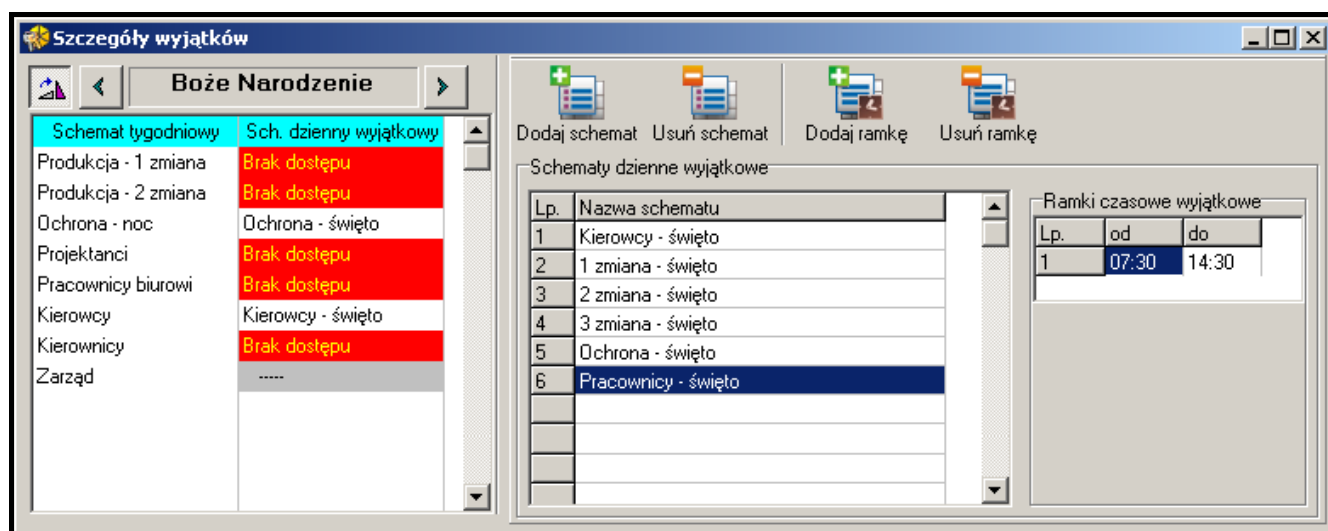 Szczegóły wyjątków
Boże Narodzenie
Schemat tygodniowy Sch. dzienny wyjątkowy
Produkcja - 1 zmiana Brak dostępu
Produkcja - 2 zmiana Brak dostępu
Ochrona - noc Ochrona - święto
Projektanci Brak dostępu
Pracownicy biurowi Brak dostępu
Kierowcy Kierowcy - święto
Kierownicy Brak dostępu
Zarząd -----
Dodaj schemat Usuń schemat Dodaj ramkę Usuń ramkę
Schematy dzienne wyjątkowe
Lp. Nazwa schematu
1 Kierowcy - święto
2 1 zmiana - święto
3 2 zmiana - święto
4 3 zmiana - święto
5 Ochrona - święto
6 Pracownicy - święto
Ramki czasowe wyjątkowe
Lp. od do
1 07:30 14:30